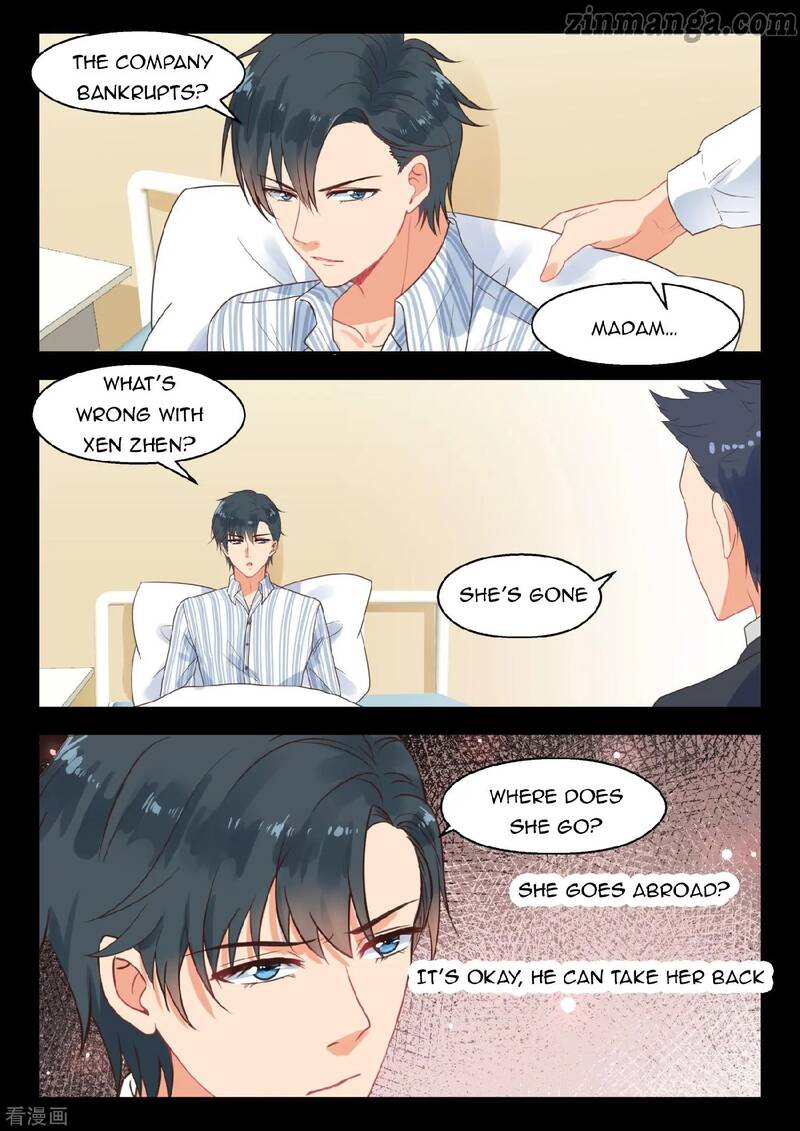 zinmanga.com
THE COMPANY
BANKRUPTS?
MADAM...
WHAT'S
WRONG WITH
XEN ZHEN?
SHE'S GONE
WHERE DOES
SHE GO?
SHE GOES ABROAD?
IT'S OKAY, HE CAN TAKE HER BACK
看漫画